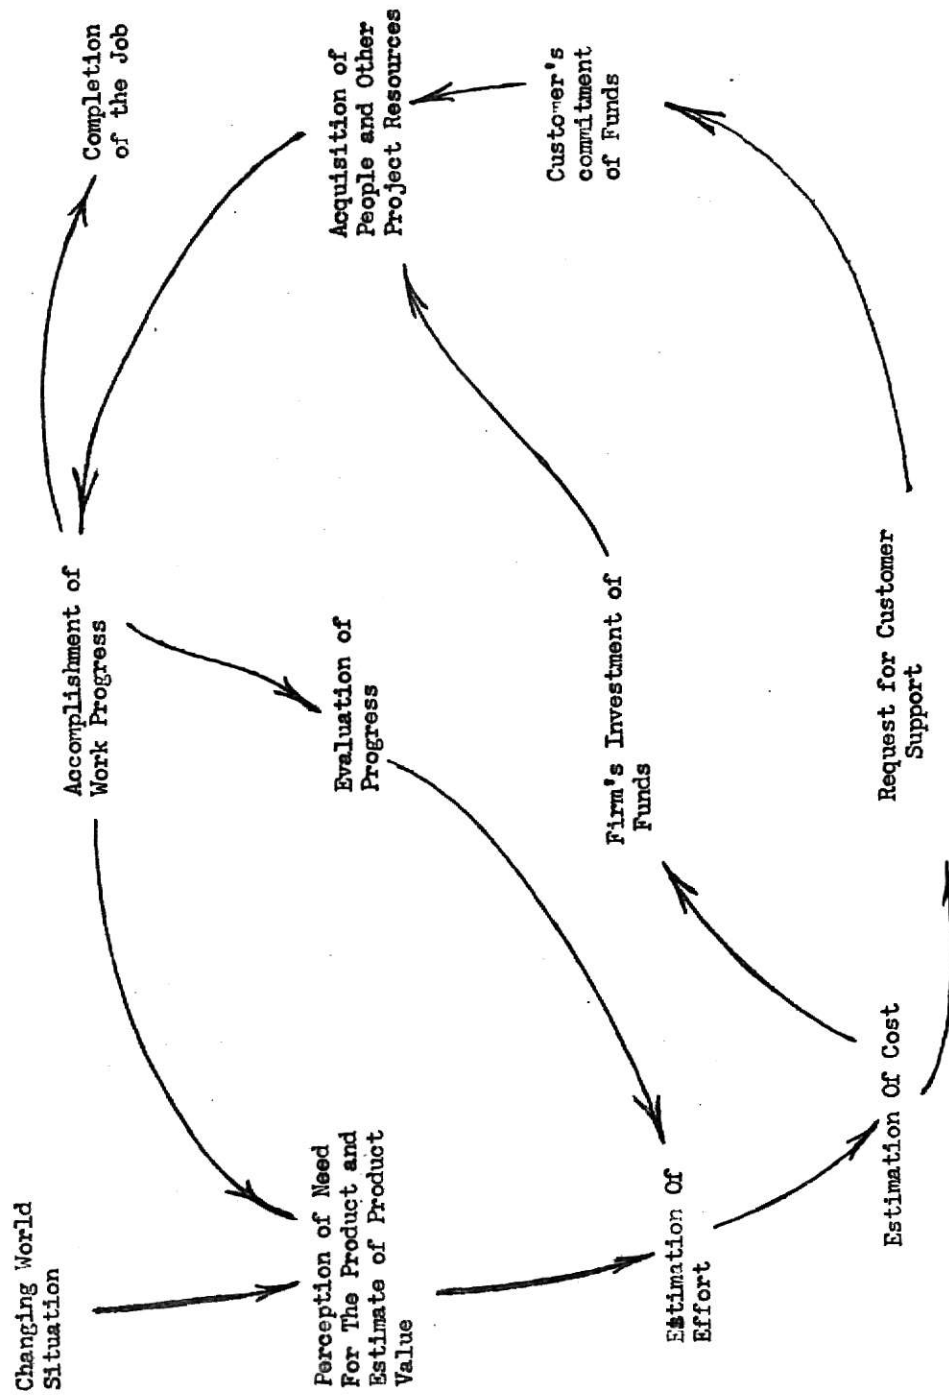 Changing World
Situation
Perception of Need
For The Product and
Estimate of Product
Value
Estimation Of
Effort
Estimation Of Cost
Accomplishment of
Work Progress
Evaluation of
Progress
Firm's Investment of
Funds
Request for Customer
Support
Completion
of the Job
Acquisition of
People and Other
Project Resources
Customer's
commitment
of Funds